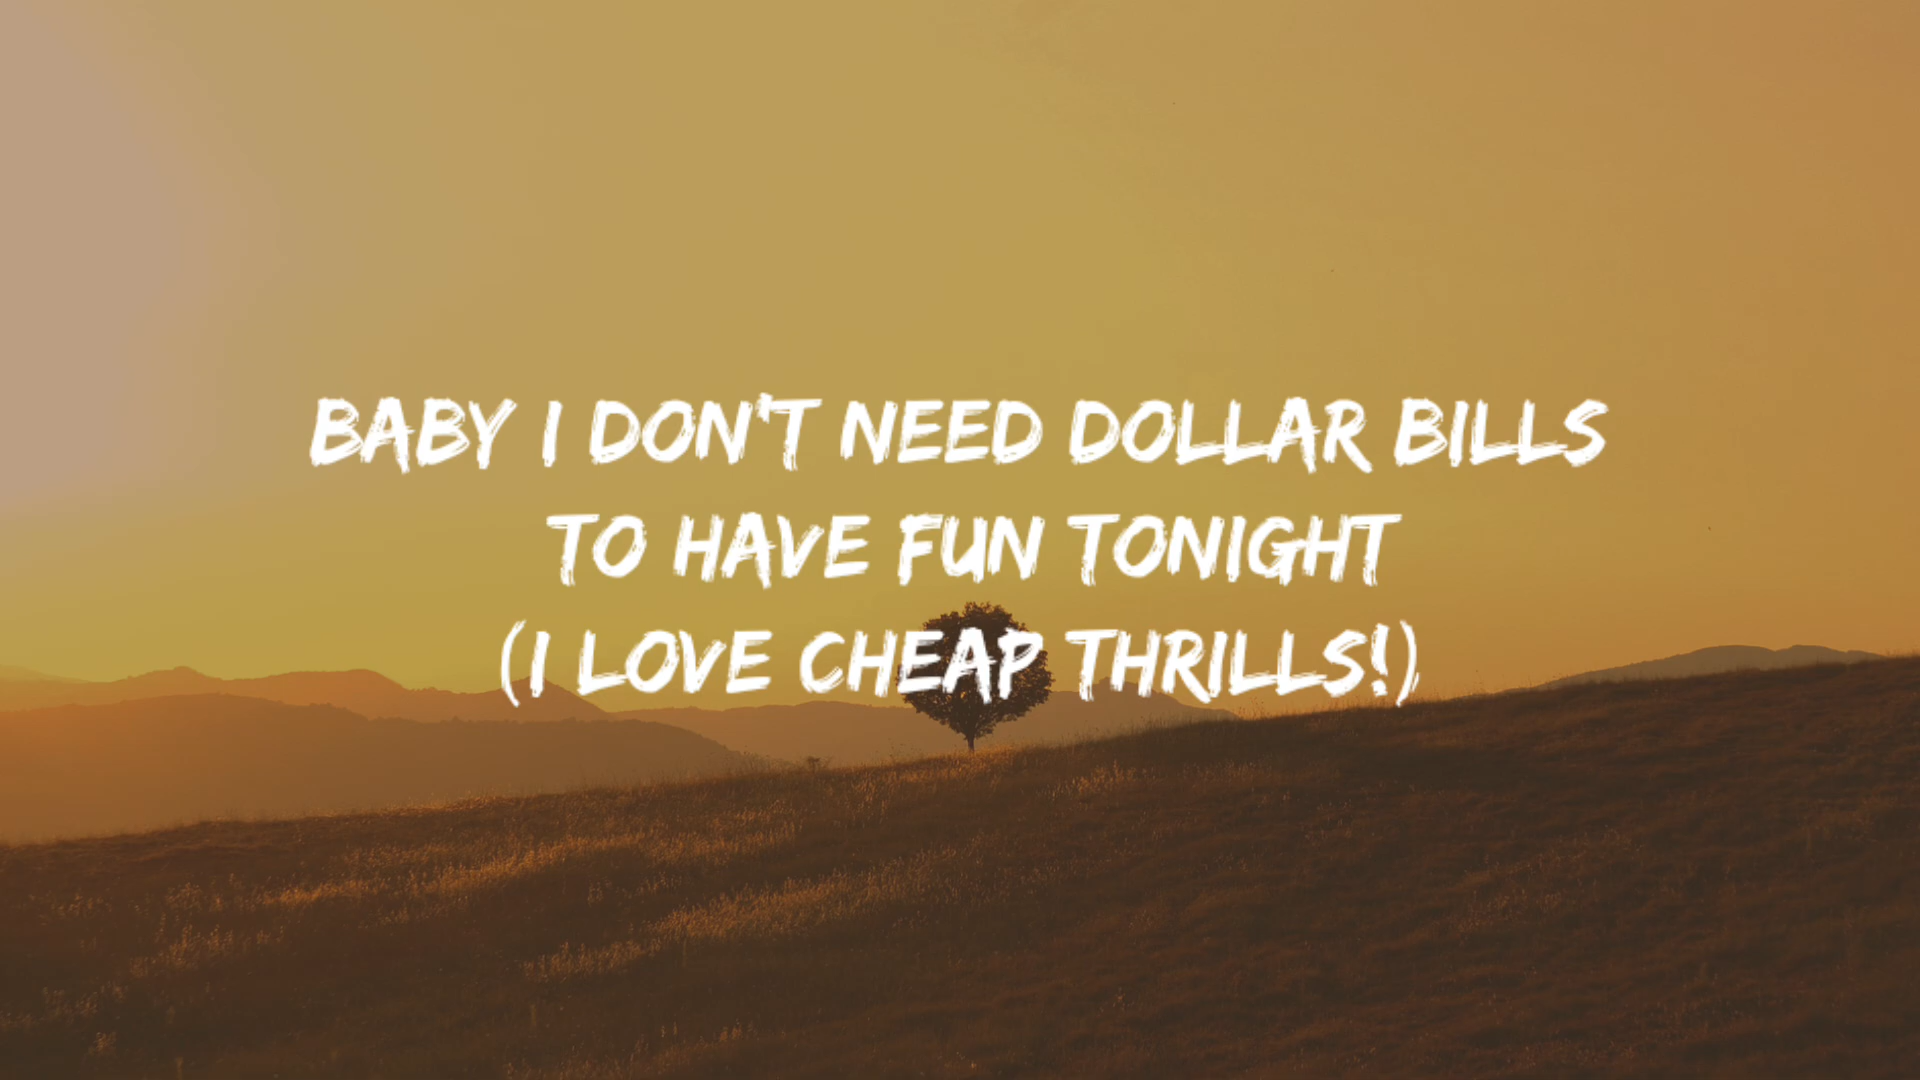 BABY I DON'T NEED DOLLAR BILLS
TO HAVE FUN TONIGHT
(I LOVE CHEAP THRILLS!)